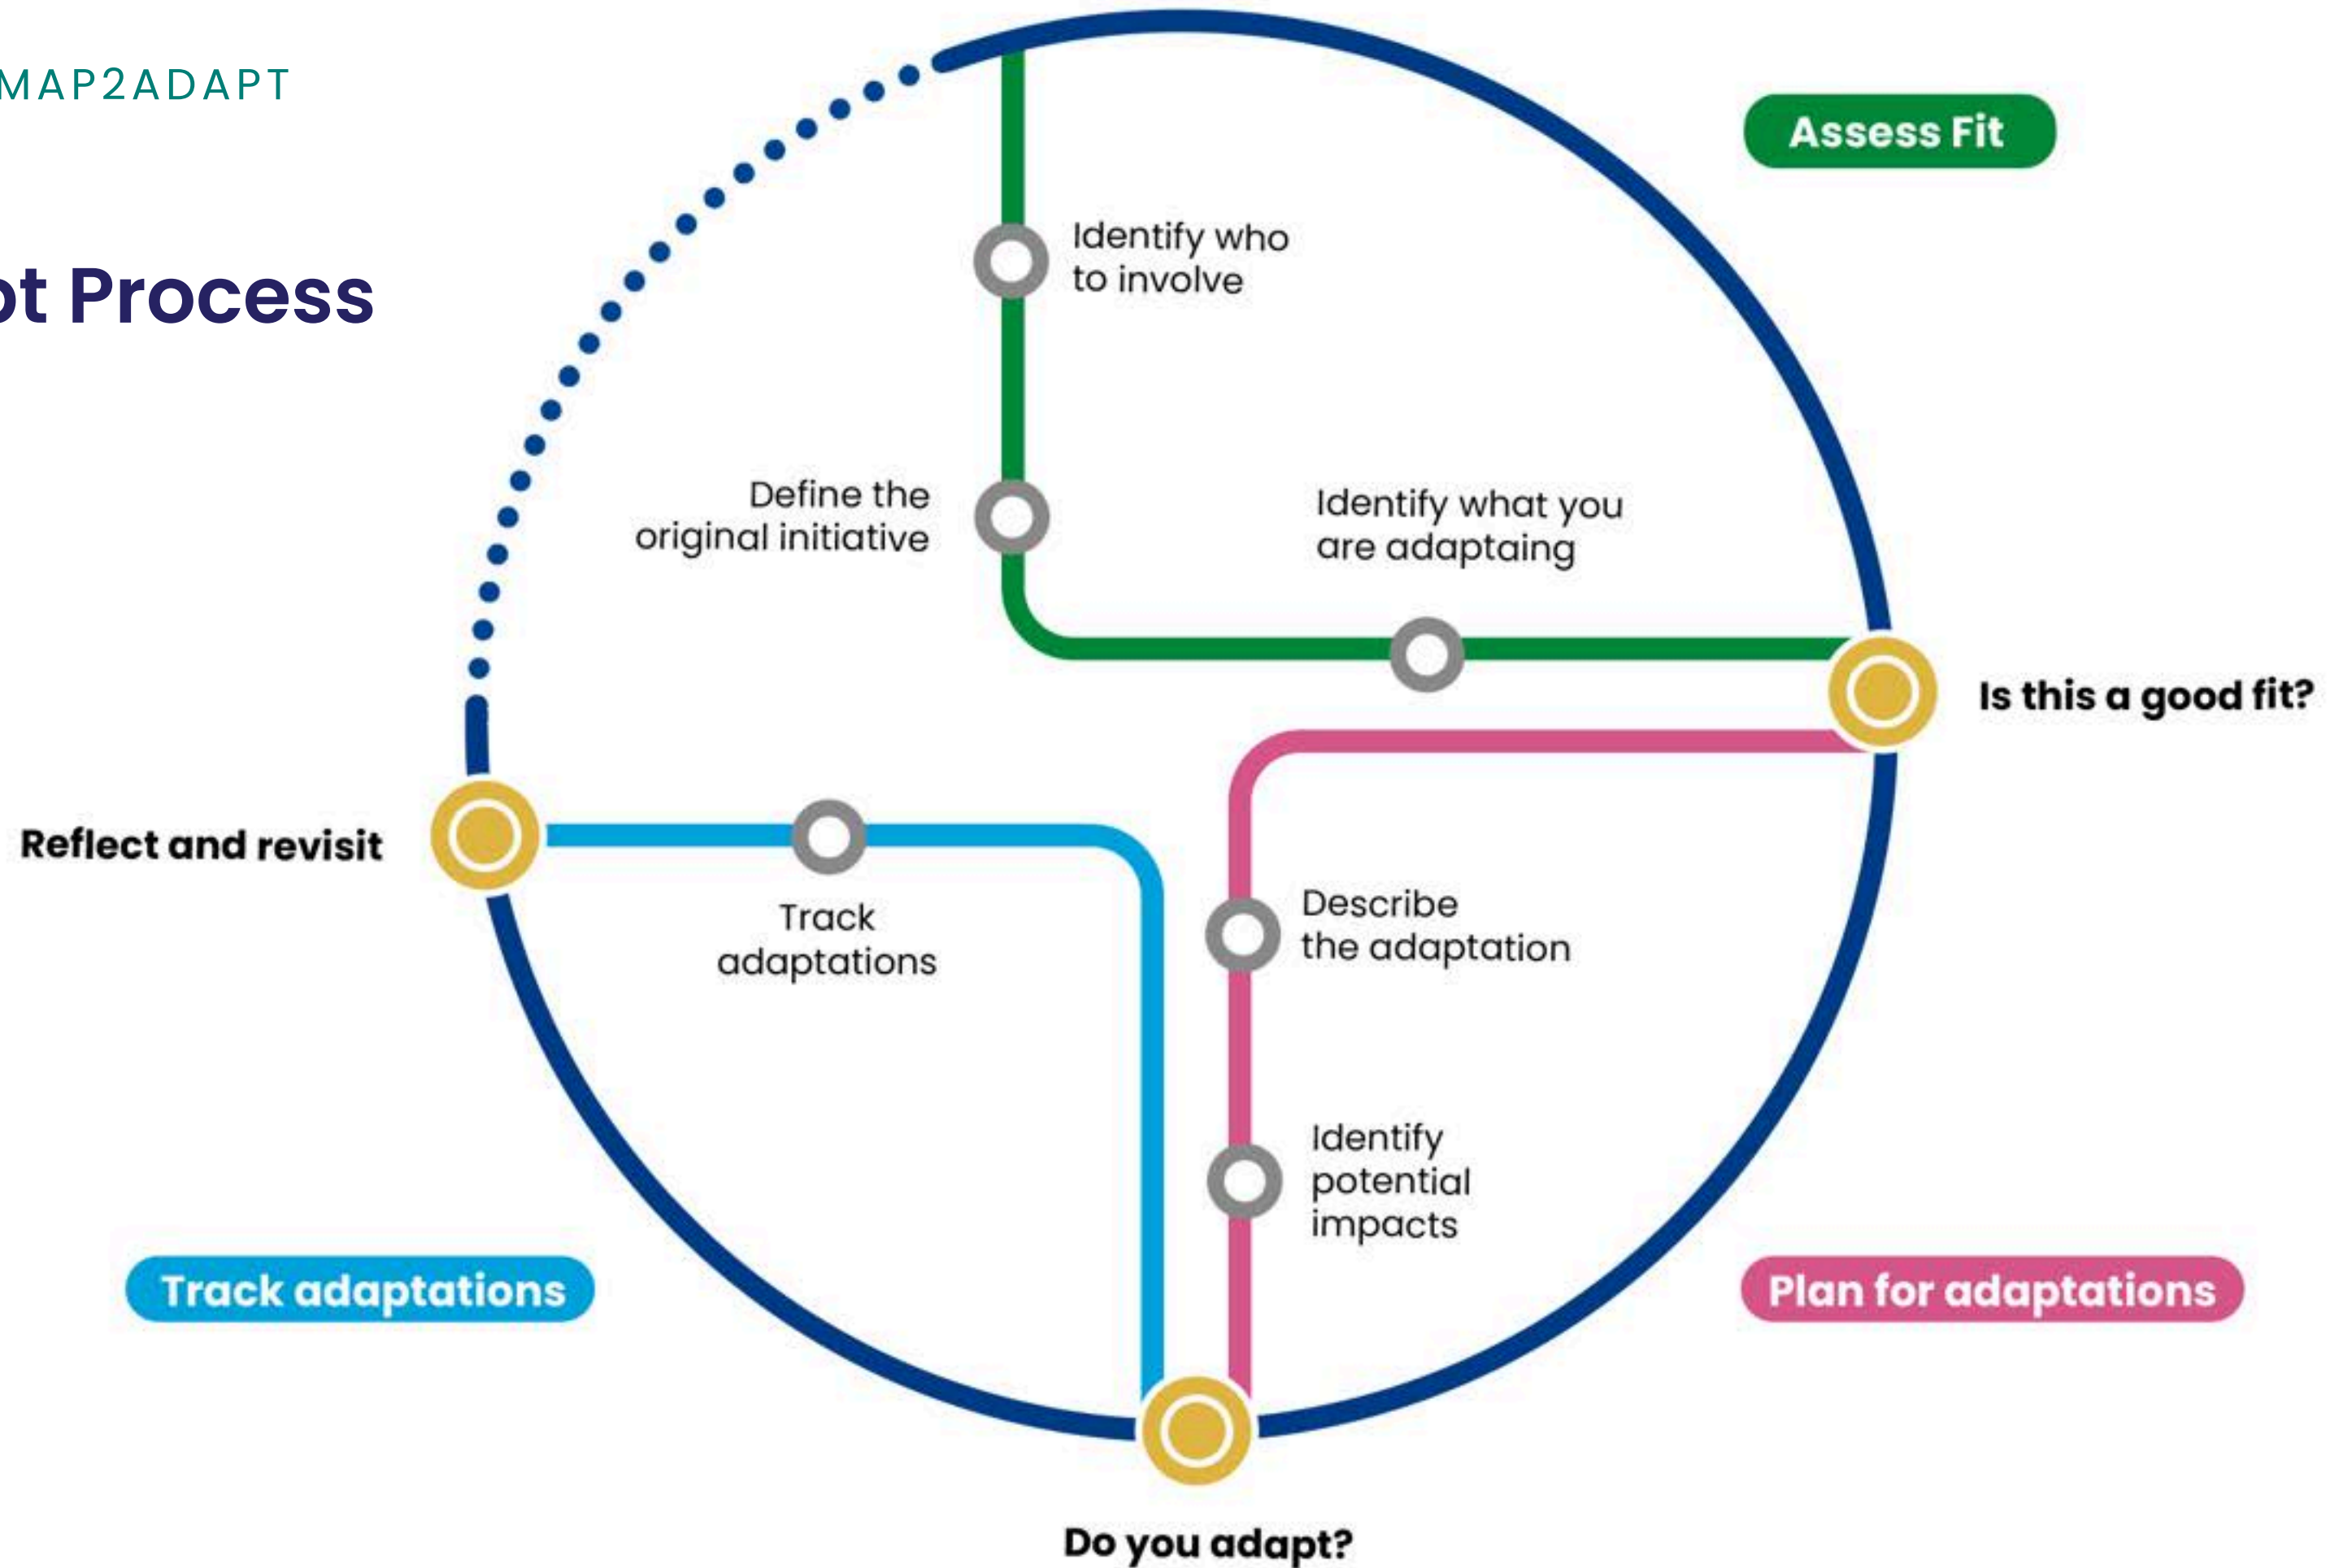 MAP2ADAPT
pt Process
Assess Fit
Identify who
to involve
Define the
original initiative
Identify what you
are adaptaing
Is this a good fit?
Reflect and revisit
Track
adaptations
Describe
the adaptation
Identify
potential
impacts
Track adaptations
Plan for adaptations
Do you adapt?